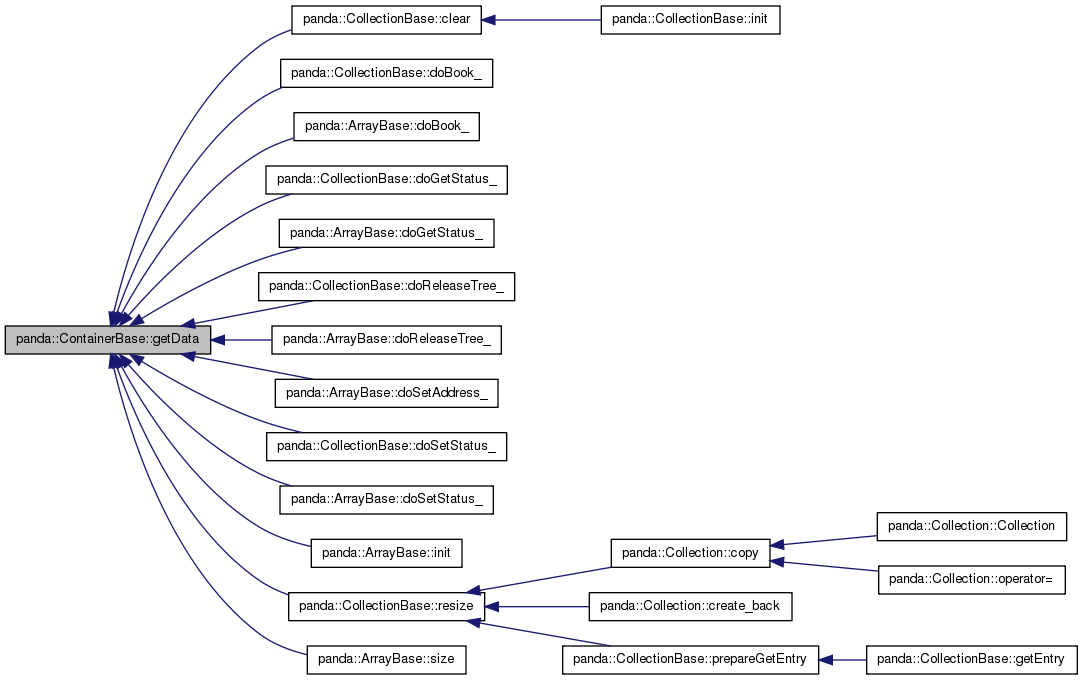 panda::CollectionBase::clear
panda::CollectionBase::init
panda::CollectionBase::doBook_
panda::ArrayBase::doBook_
panda::CollectionBase::doGetStatus_
panda::ArrayBase::doGetStatus_
panda::CollectionBase::doReleaseTree_
panda::ContainerBase::getData
panda::ArrayBase::doReleaseTree_
panda::ArrayBase::doSetAddress_
panda::CollectionBase::doSetStatus_
panda::ArrayBase::doSetStatus_
panda::Collection::Collection
panda::ArrayBase::init
panda::Collection::copy
panda::Collection::operator=
panda::CollectionBase::resize
panda::Collection::create_back
panda::ArrayBase::size
panda::CollectionBase::prepareGetEntry
panda::CollectionBase::getEntry